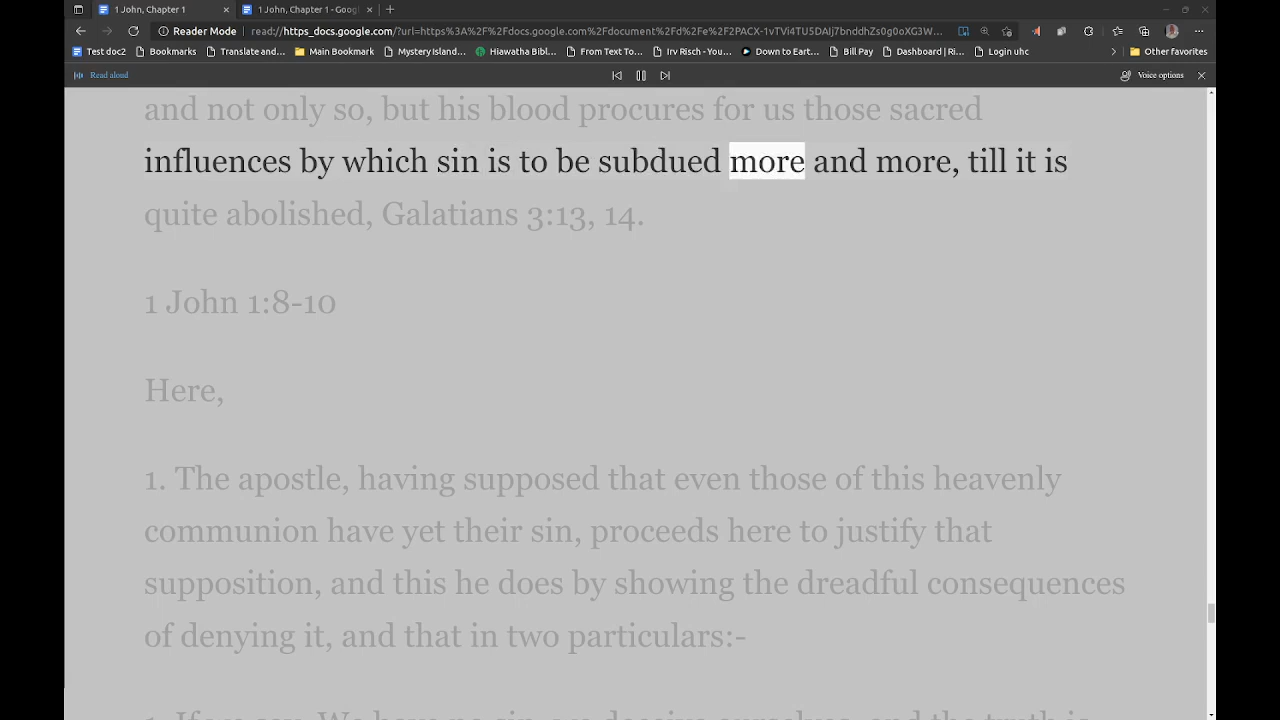 1 John, Chapter 1
1 John, Chapter 1 - Googl
Reader Mode
read://https_docs.google.com/?url=https%3A%2F%2Fdocs.google.com%2Fdocument%2Fd%2Fe%2F2PACX-1vTVi4TU5DAIj7bnddhZs0g0oXG3W...
Test doc2
Bookmarks
Translate and...
Main Bookmark
Mystery Island...
Hiawatha Bibl...
From Text To...
Irv Risch - You...
Down to Eart...
Bill Pay
Dashboard | Ri...
Login uhc
Other favorites
Read aloud
Voice options
and not only so, but his blood procures for us those sacred
influences by which sin is to be subdued more and more, till it is
quite abolished, Galatians 3:13, 14.
1 John 1:8-10
Here,
1. The apostle, having supposed that even those of this heavenly
communion have yet their sin, proceeds here to justify that
supposition, and this he does by showing the dreadful consequences
of denying it, and that in two particulars:-